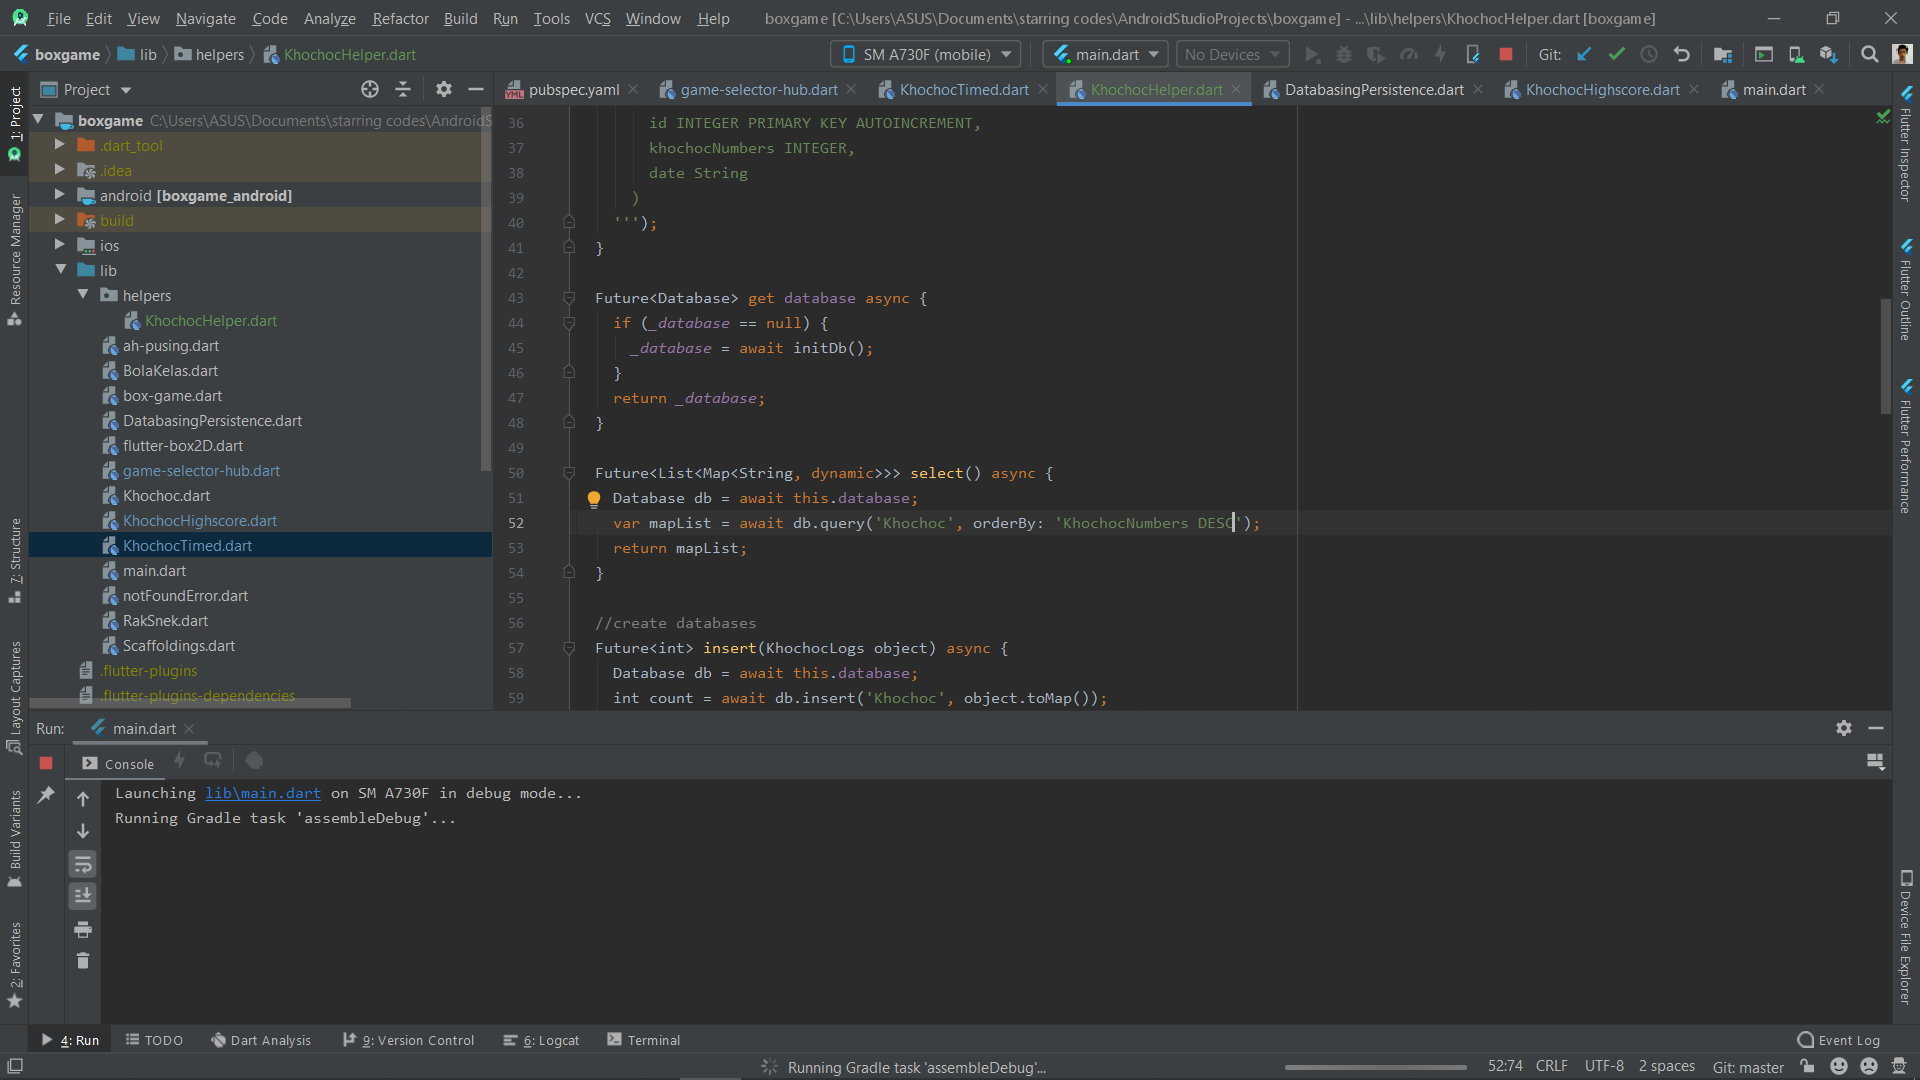 File Edit View Navigate Code Analyze Refactor Build Run Tools VCS Window Help boxgame [C:\Users\ASUS\Documents\starring codes\AndroidStudioProjects\boxgame] - ...\lib\helpers\KhochocHelper.dart [boxgame]
boxgame lib helpers KhochocHelper.dart SM A730F (mobile) main.dart No Devices Git:
Project
pubspec.yaml game-selector-hub.dart KhochocTimed.dart KhochocHelper.dart DatabasingPersistence.dart KhochocHighscore.dart main.dart
1: Project
Resource Manager
7: Structure
Layout Captures
Build Variants
2: Favorites
boxgame C:\Users\ASUS\Documents\starring codes\AndroidS
.dart_tool
.idea
android [boxgame_android]
build
ios
lib
helpers
KhochocHelper.dart
ah-pusing.dart
BolaKelas.dart
box-game.dart
DatabasingPersistence.dart
flutter-box2D.dart
game-selector-hub.dart
Khochoc.dart
KhochocHighscore.dart
KhochocTimed.dart
main.dart
notFoundError.dart
RakSnek.dart
Scaffoldings.dart
.flutter-plugins
.flutter-plugins-dependencies
36 id INTEGER PRIMARY KEY AUTOINCREMENT,
37 khochocNumbers INTEGER,
38 date String
39 )
40 ''');
41 }
42
43 Future<Database> get database async {
44 if (_database == null) {
45 _database = await initDb();
46 }
47 return _database;
48 }
49
50 Future<List<Map<String, dynamic>>> select() async {
51 Database db = await this.database;
52 var mapList = await db.query('Khochoc', orderBy: 'KhochocNumbers DESC');
53 return mapList;
54 }
55
56 //create databases
57 Future<int> insert(KhochocLogs object) async {
58 Database db = await this.database;
59 int count = await db.insert('Khochoc', object.toMap());
Flutter Inspector
Flutter Outline
Flutter Performance
Device File Explorer
Run: main.dart
Console
Launching lib\main.dart on SM A730F in debug mode...
Running Gradle task 'assembleDebug'...
4: Run TODO Dart Analysis 9: Version Control 6: Logcat Terminal Event Log
Running Gradle task 'assembleDebug'... 52:74 CRLF UTF-8 2 spaces Git: master